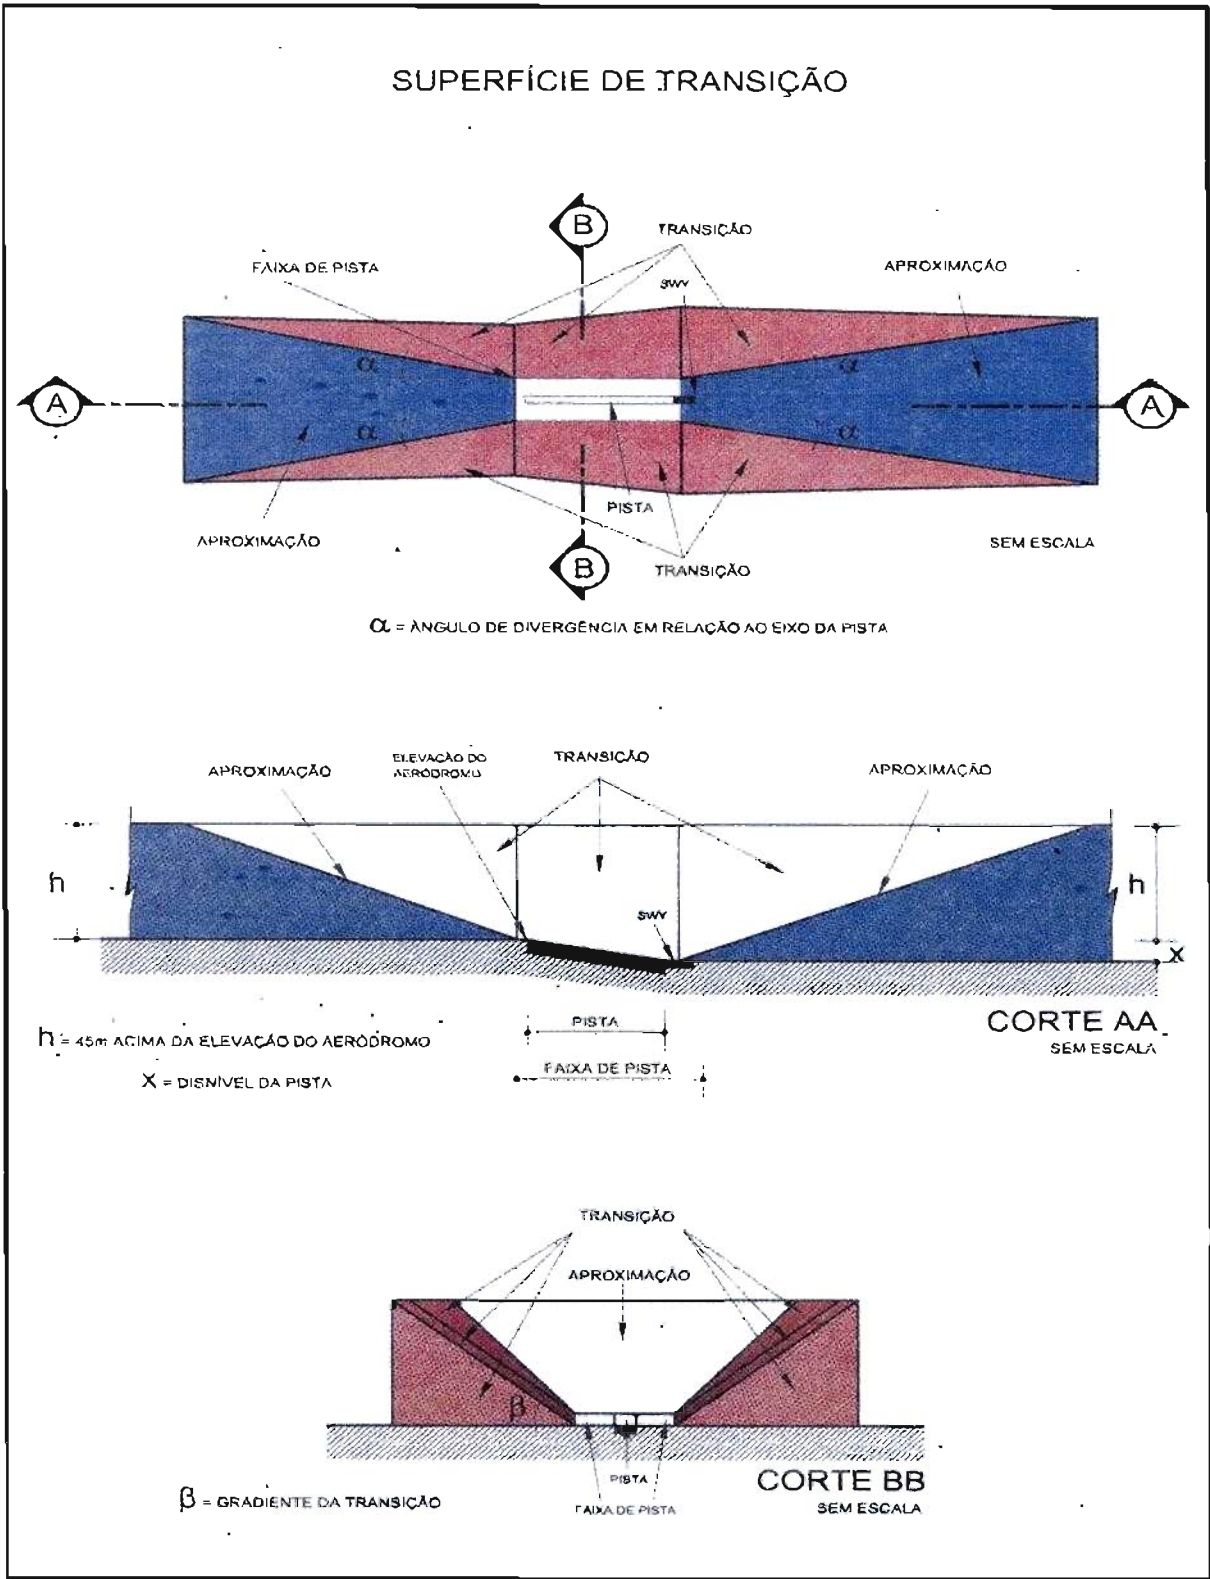 SUPERFÍCIE DE TRANSIÇÃO
B
TRANSIÇÃO
FAIXA DE PISTA
SWY
APROXIMAÇÃO
α
α
A
A
α
α
PISTA
APROXIMAÇÃO
SEM ESCALA
B
TRANSIÇÃO
α = ÂNGULO DE DIVERGÊNCIA EM RELAÇÃO AO EIXO DA PISTA
ELEVAÇÃO DO
AERÓDROMO
TRANSIÇÃO
APROXIMAÇÃO
APROXIMAÇÃO
h
h
SWY
X
PISTA
CORTE AA
SEM ESCALA
h = 45m ACIMA DA ELEVAÇÃO DO AERÓDROMO
FAIXA DE PISTA
X = DISNÍVEL DA PISTA
TRANSIÇÃO
APROXIMAÇÃO
β
PISTA
CORTE BB
SEM ESCALA
β = GRADIENTE DA TRANSIÇÃO
FAIXA DE PISTA